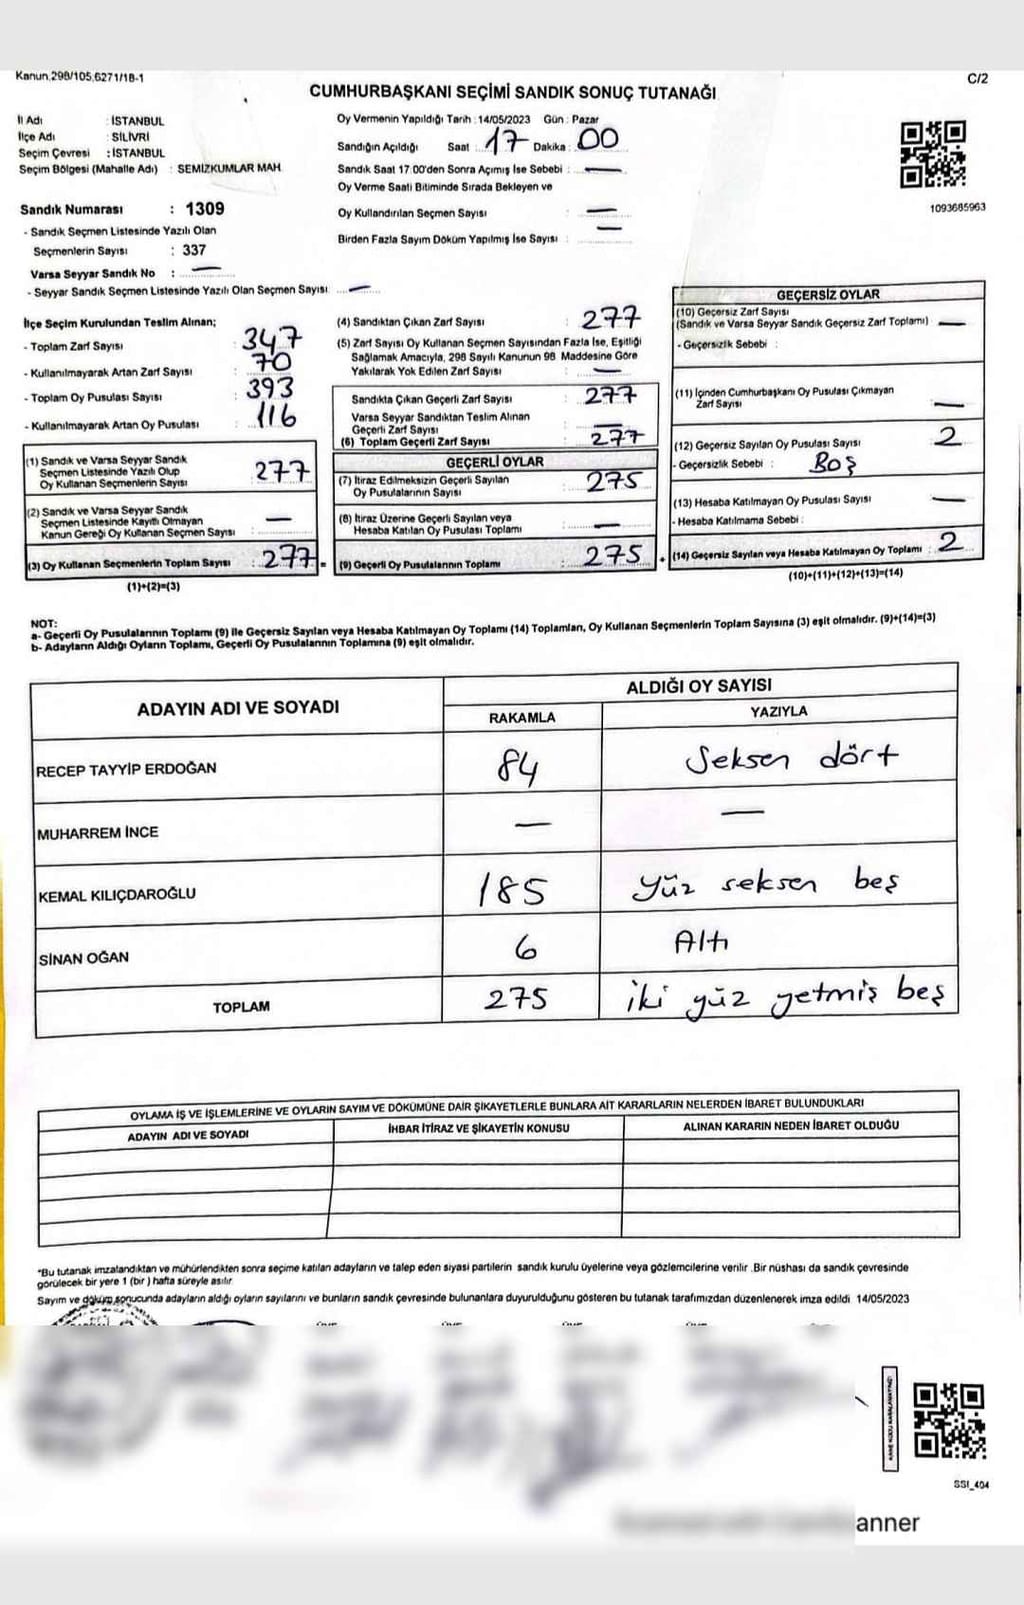 Kanun.298/105,6271/18-1
C/2
CUMHURBAŞKANI SEÇİMİ SANDIK SONUÇ TUTANAĞI
İl Adı : İSTANBUL
İlçe Adı : SİLİVRİ
Seçim Çevresi : İSTANBUL
Seçim Bölgesi (Mahalle Adı) : SEMİZKUMLAR MAH.
Sandık Numarası : 1309
- Sandık Seçmen Listesinde Yazılı Olan
Seçmenlerin Sayısı : 337
Varsa Seyyar Sandık No : —
- Seyyar Sandık Seçmen Listesinde Yazılı Olan Seçmen Sayısı: —
Oy Vermenin Yapıldığı Tarih : 14/05/2023 Gün : Pazar
Sandığın Açıldığı Saat : 17 Dakika : 00
Sandık Saat 17.00'den Sonra Açımış İse Sebebi : —
Oy Verme Saati Bitiminde Sırada Bekleyen ve
Oy Kullandırılan Seçmen Sayısı : —
Birden Fazla Sayım Döküm Yapılmış İse Sayısı : —
1093685963
İlçe Seçim Kurulundan Teslim Alınan;
- Toplam Zarf Sayısı : 347
- Kullanılmayarak Artan Zarf Sayısı : 70
- Toplam Oy Pusulası Sayısı : 393
- Kullanılmayarak Artan Oy Pusulası : 116
(1) Sandık ve Varsa Seyyar Sandık
Seçmen Listesinde Yazılı Olup
Oy Kullanan Seçmenlerin Sayısı : 277
(2) Sandık ve Varsa Seyyar Sandık
Seçmen Listesinde Kayıtlı Olmayan
Kanun Gereği Oy Kullanan Seçmen Sayısı : —
(3) Oy Kullanan Seçmenlerin Toplam Sayısı : 277 =
(1)+(2)=(3)
(4) Sandıktan Çıkan Zarf Sayısı : 277
(5) Zarf Sayısı Oy Kullanan Seçmen Sayısından Fazla İse, Eşitliği
Sağlamak Amacıyla, 298 Sayılı Kanunun 98. Maddesine Göre
Yakılarak Yok Edilen Zarf Sayısı : —
Sandıkta Çıkan Geçerli Zarf Sayısı : 277
Varsa Seyyar Sandıktan Teslim Alınan
Geçerli Zarf Sayısı : —
(6) Toplam Geçerli Zarf Sayısı : 277
GEÇERLİ OYLAR
(7) İtiraz Edilmeksizin Geçerli Sayılan
Oy Pusulalarının Sayısı : 275
(8) İtiraz Üzerine Geçerli Sayılan veya
Hesaba Katılan Oy Pusulası Toplamı : —
(9) Geçerli Oy Pusulalarının Toplamı : 275 +
GEÇERSİZ OYLAR
(10) Geçersiz Zarf Sayısı
(Sandık ve Varsa Seyyar Sandık Geçersiz Zarf Toplamı) —
- Geçersizlik Sebebi :
(11) İçinden Cumhurbaşkanı Oy Pusulası Çıkmayan
Zarf Sayısı —
(12) Geçersiz Sayılan Oy Pusulası Sayısı 2
- Geçersizlik Sebebi : BOŞ
(13) Hesaba Katılmayan Oy Pusulası Sayısı —
- Hesaba Katılmama Sebebi :
(14) Geçersiz Sayılan veya Hesaba Katılmayan Oy Toplamı : 2
(10)+(11)+(12)+(13)=(14)
NOT:
a- Geçerli Oy Pusulalarının Toplamı (9) ile Geçersiz Sayılan veya Hesaba Katılmayan Oy Toplamı (14) Toplamları, Oy Kullanan Seçmenlerin Toplam Sayısına (3) eşit olmalıdır. (9)+(14)=(3)
b- Adayların Aldığı Oyların Toplamı, Geçerli Oy Pusulalarının Toplamına (9) eşit olmalıdır.
ADAYIN ADI VE SOYADI
ALDIĞI OY SAYISI
RAKAMLA YAZIYLA
RECEP TAYYİP ERDOĞAN 84 Seksen dört
MUHARREM İNCE — —
KEMAL KILIÇDAROĞLU 185 Yüz seksen beş
SİNAN OĞAN 6 Altı
TOPLAM 275 iki yüz yetmiş beş
OYLAMA İŞ VE İŞLEMLERİNE VE OYLARIN SAYIM VE DÖKÜMÜNE DAİR ŞİKAYETLERLE BUNLARA AİT KARARLARIN NELERDEN İBARET BULUNDUKLARI
ADAYIN ADI VE SOYADI İHBAR İTİRAZ VE ŞİKAYETİN KONUSU ALINAN KARARIN NEDEN İBARET OLDUĞU
*Bu tutanak imzalandıktan ve mühürlendikten sonra seçime katılan adayların ve talep eden siyasi partilerin sandık kurulu üyelerine veya gözlemcilerine verilir .Bir nüshası da sandık çevresinde
görülecek bir yere 1 (bir ) hafta süreyle asılır.
Sayım ve döküm sonucunda adayların aldığı oyların sayılarını ve bunların sandık çevresinde bulunanlara duyurulduğunu gösteren bu tutanak tarafımızdan düzenlenerek imza edildi 14/05/2023
SSI_404
anner